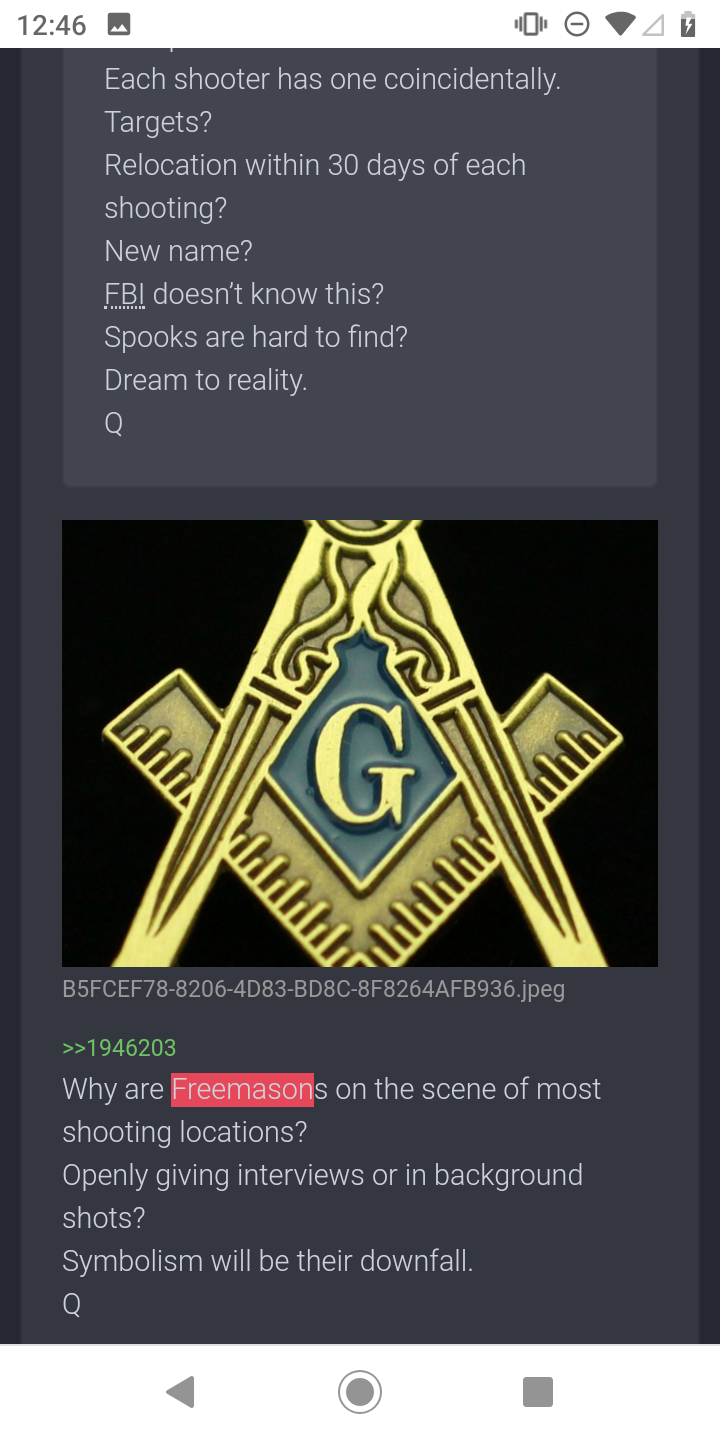 12:46
Each shooter has one coincidentally.
Targets?
Relocation within 30 days of each
shooting?
New name?
FBI doesn’t know this?
Spooks are hard to find?
Dream to reality.
Q
G
B5FCEF78-8206-4D83-BD8C-8F8264AFB936.jpeg
>>1946203
Why are Freemasons on the scene of most
shooting locations?
Openly giving interviews or in background
shots?
Symbolism will be their downfall.
Q